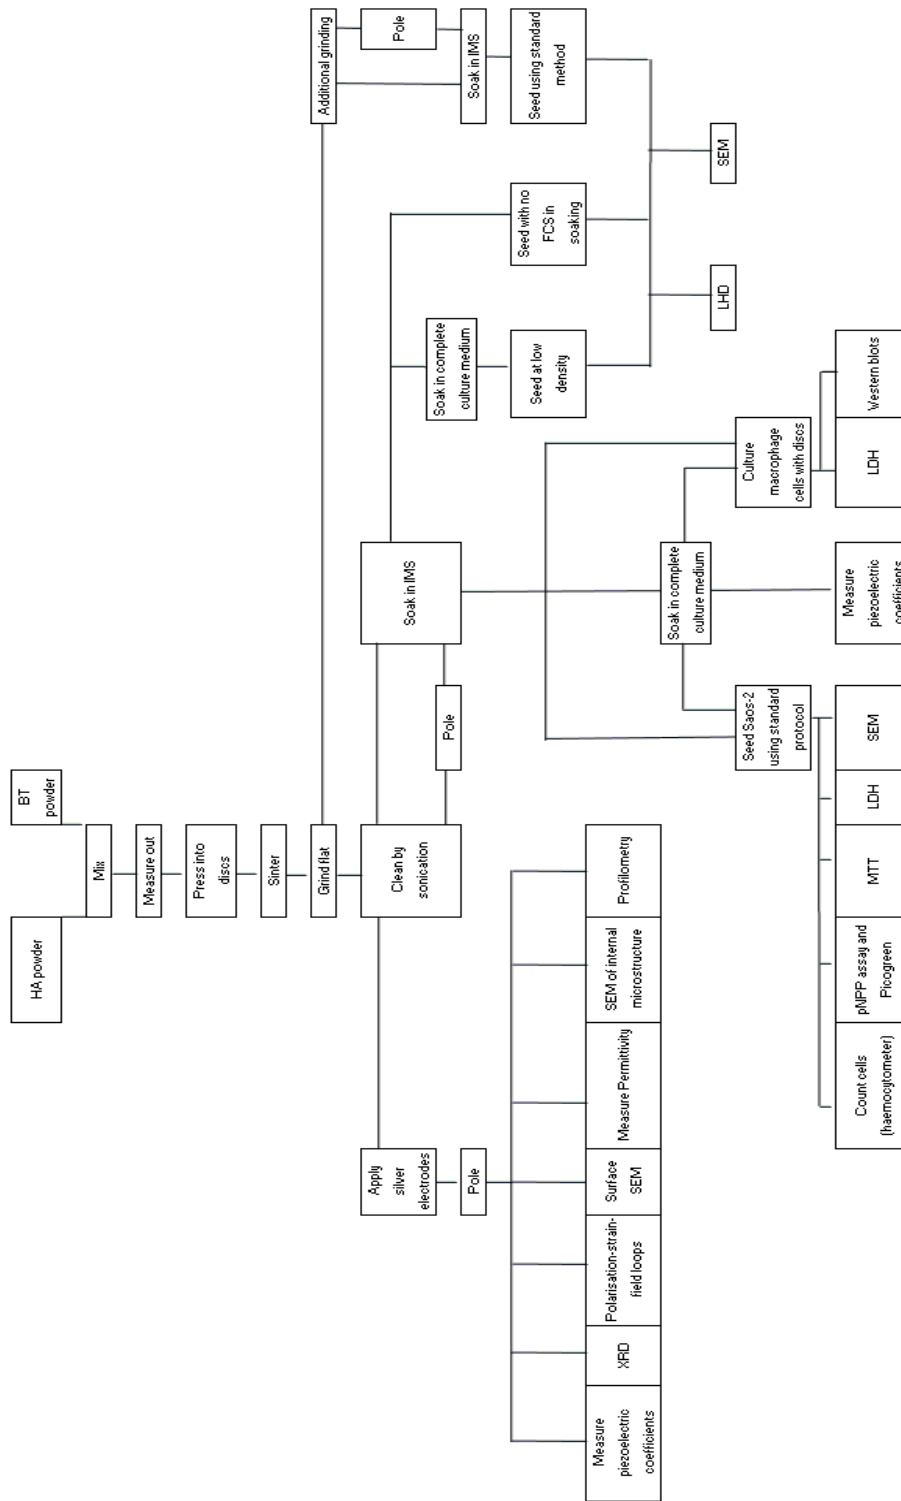 HA powder
BT
powder
Mix
Measure out
Press into
discs
Sinter
Grind flat
Additional grinding
Apply
silver
electrodes
Clean by
sonication
Soak in IMS
Pole
Pole
Pole
Soak in complete
culture medium
Soak in IMS
Measure
piezoelectric
coefficients
XRD
Polarisation-strain-
field loops
Surface
SEM
Measure Permittivity
SEM of internal
microstructure
Profilometry
Seed at low
density
Seed with no
FCS in
soaking
Seed using standard
method
Soak in complete
culture medium
LHD
SEM
Seed Saos-2
using standard
protocol
Culture
macrophage
cells with discs
Count cells
(haemocytometer)
pNPP assay and
Picogreen
MTT
LDH
SEM
Measure
piezoelectric
coefficients
LDH
Western blots